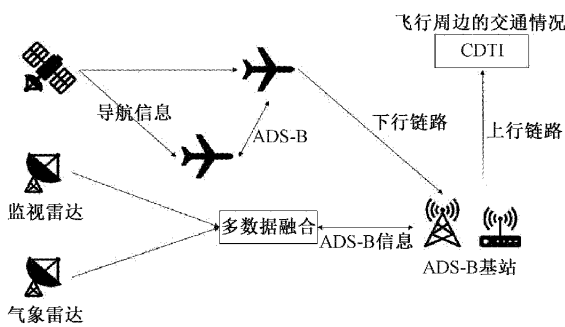 飞行周边的交通情况
CDTI
导航信息
ADS-B
下行链路
上行链路
监视雷达
多数据融合
ADS-B信息
ADS-B基站
气象雷达